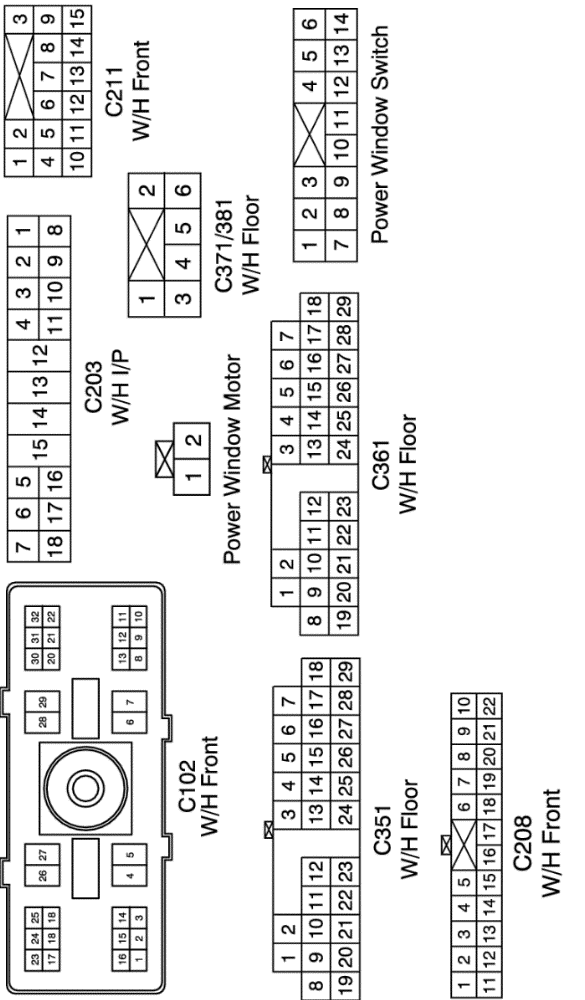 23 24 25 26 27 28 29 30 31 32
17 18 18 20 21 22
16 15 14 4 5 6 7 13 12 11
1 2 3 8 9 10
C102
W/H Front
7 6 5 4 3 2 1
15 14 13 12
18 17 16 11 10 9 8
C203
W/H I/P
1 2 3
4 5 6 7 8 9
10 11 12 13 14 15
C211
W/H Front
1 2
Power Window Motor
1 2
3 4 5 6
C371/381
W/H Floor
1 2 3 4 5 6 7
8 9 10 11 12 13 14 15 16 17 18
19 20 21 22 23 24 25 26 27 28 29
C351
W/H Floor
1 2 3 4 5 6 7
8 9 10 11 12 13 14 15 16 17 18
19 20 21 22 23 24 25 26 27 28 29
C361
W/H Floor
1 2 3 4 5 6
7 8 9 10 11 12 13 14
Power Window Switch
1 2 3 4 5 6 7 8 9 10
11 12 13 14 15 16 17 18 19 20 21 22
C208
W/H Front